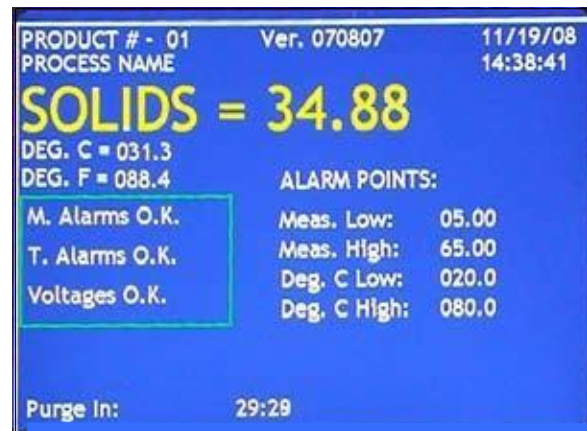 PRODUCT # - 01 Ver. 070807 11/19/08
PROCESS NAME 14:38:41
SOLIDS = 34.88
DEG. C = 031.3
DEG. F = 088.4
ALARM POINTS:
M. Alarms O.K.
T. Alarms O.K.
Voltages O.K.
Meas. Low: 05.00
Meas. High: 65.00
Deg. C Low: 020.0
Deg. C High: 080.0
Purge In: 29:29